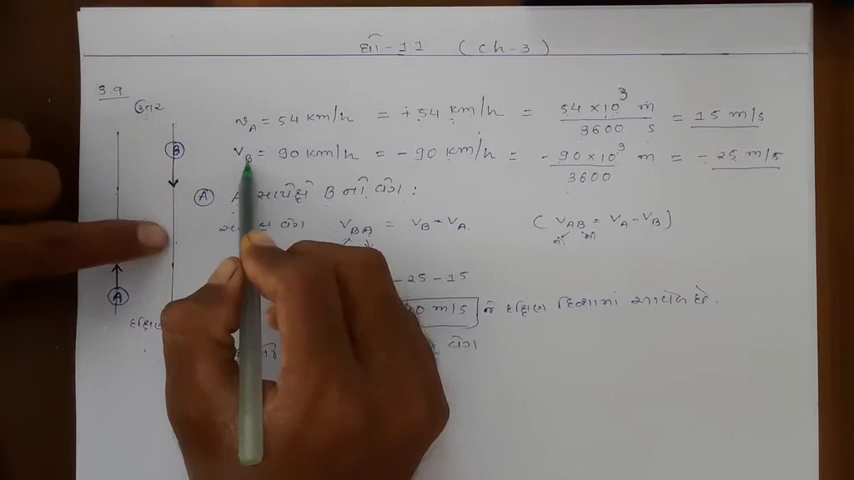 ધો-11 (ch-3)
3.9
ઉત્તર
vA = 54 km/h = +54 km/h = 54 × 10³ m / 3600 s = 15 m/s
B
vB = 90 km/h = - 90 km/h = - 90 × 10³ / 3600 m = - 25 m/s
A સાપેક્ષે B નો વેગ :
વેગ VBA = VB - VA ( VAB = VA - VB )
નો ની
- 25 - 15
A
m/s જે દક્ષિણ દિશામાં
વેગ